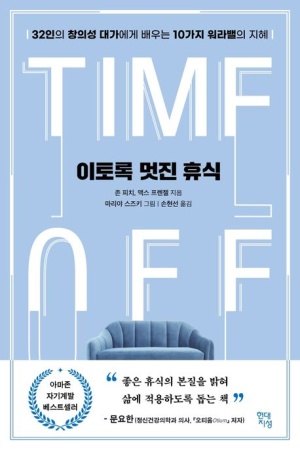 32인의 창의성 대가에게 배우는 10가지 워라밸의 지혜
TIME
이토록 멋진 휴식
존 피치, 맥스 프렌젤 지음
마리야 스즈키 그림 | 손현선 옮김
OFF
아마존
자기계발
베스트셀러
“ 좋은 휴식의 본질을 밝혀
삶에 적용하도록 돕는 책 ”
- 문요한(정신건강의학과 의사, 『오티움Otium』 저자)
현대
지성